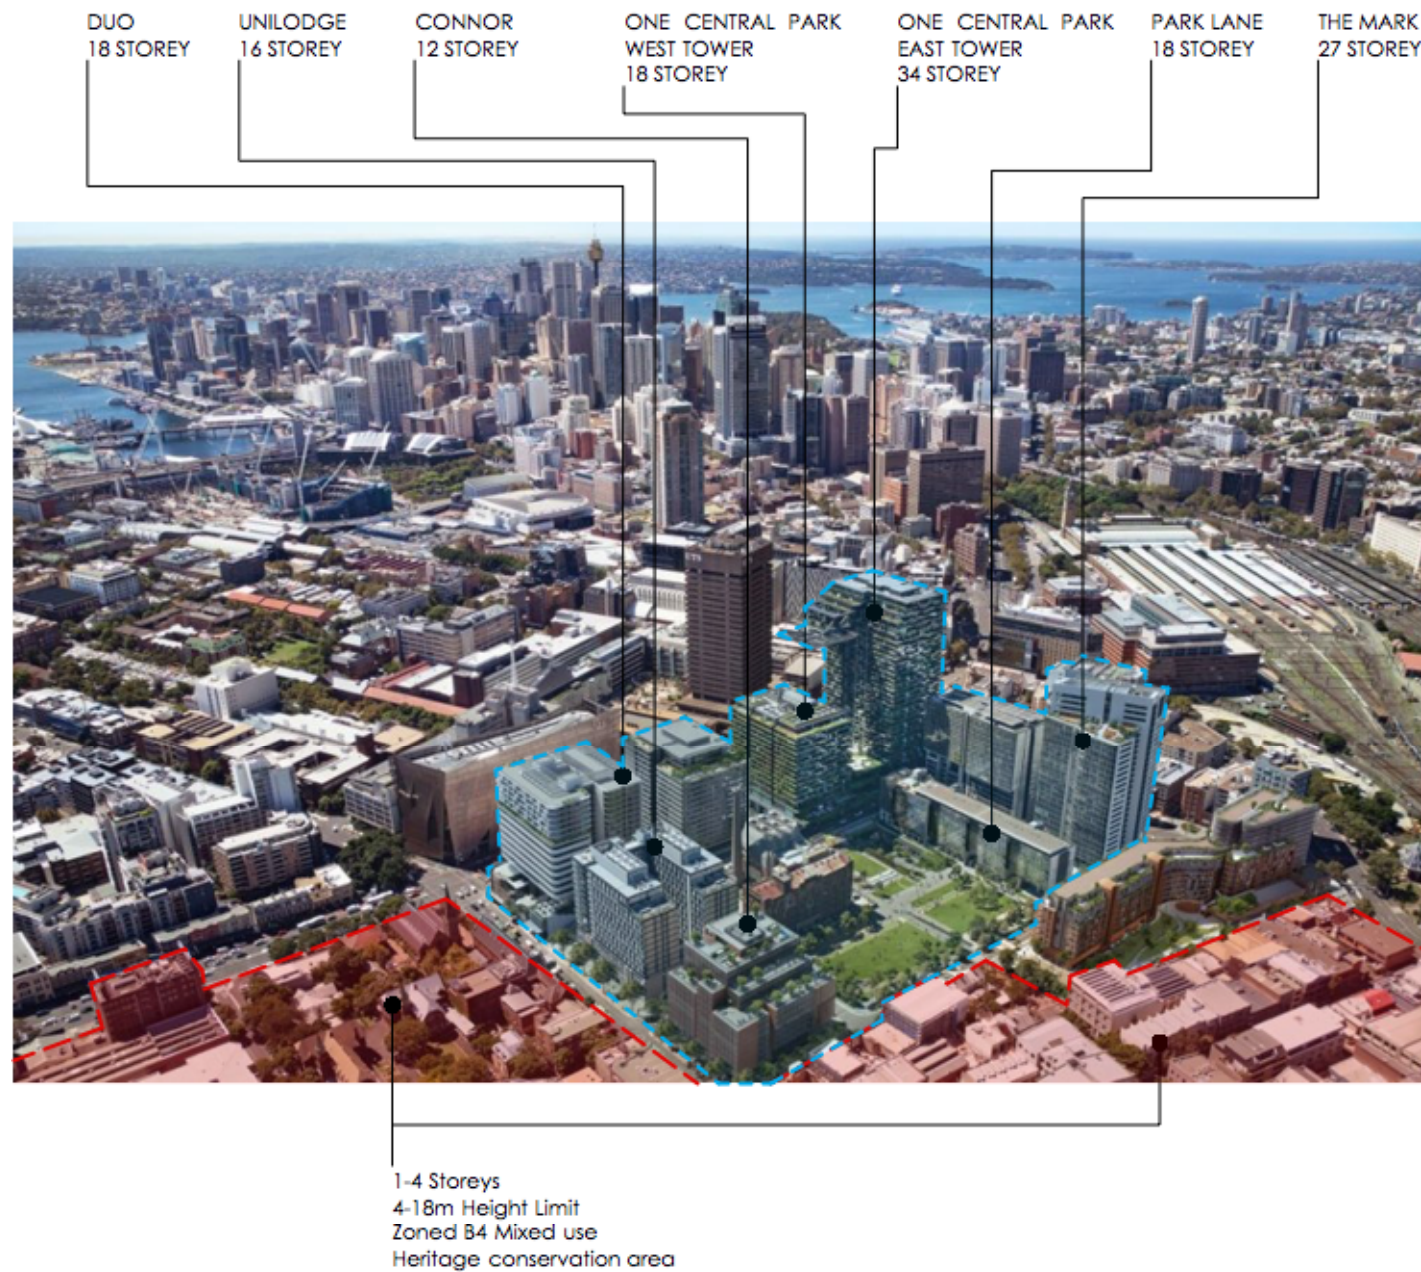 DUO
18 STOREY
UNILODGE
16 STOREY
CONNOR
12 STOREY
ONE CENTRAL PARK
WEST TOWER
18 STOREY
ONE CENTRAL PARK
EAST TOWER
34 STOREY
PARK LANE
18 STOREY
THE MARK
27 STOREY
1-4 Storeys
4-18m Height Limit
Zoned B4 Mixed use
Heritage conservation area